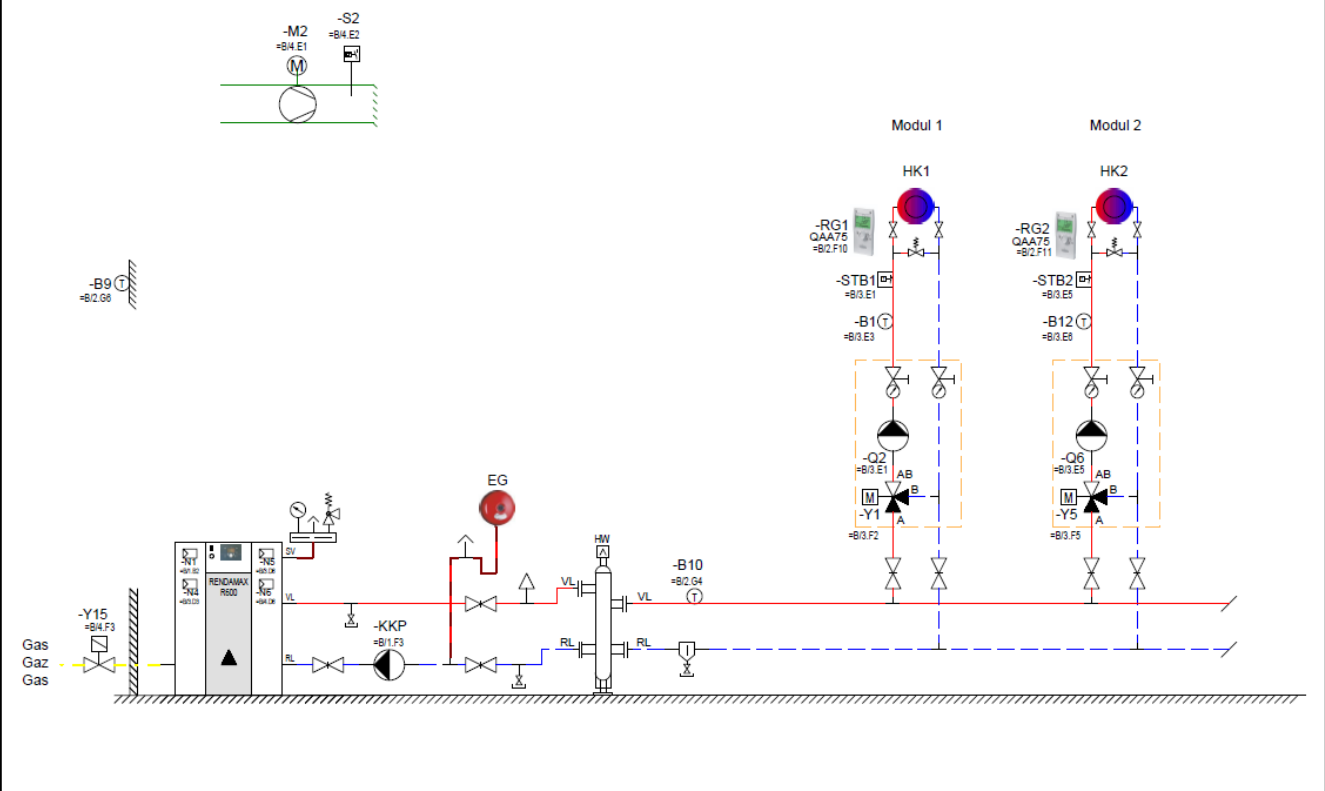 -S2
=B/4.E2
-M2
=B/4.E1
M
Modul 1
Modul 2
HK1
HK2
-RG1
QAA75
=B/2.F10
-RG2
QAA75
=B/2.F11
-B9
T
=B/2.G6
-STB1
=B/3.E1
-STB2
=B/3.E5
-B1
T
=B/3.E3
-B12
T
=B/3.E6
-Q2
=B/3.E1
AB
B
M
-Y1
A
=B/3.F2
-Q6
=B/3.E5
AB
B
M
-Y5
A
=B/3.F5
EG
HW
SV
-N1
=B/1.B2
-N5
-N4
=B/3.D3
-N6
RENDAMAX
R600
VL
VL
VL
-B10
=B/2.G4
T
-Y15
=B/4.F3
-KKP
=B/1.F3
RL
RL
RL
Gas
Gaz
Gas